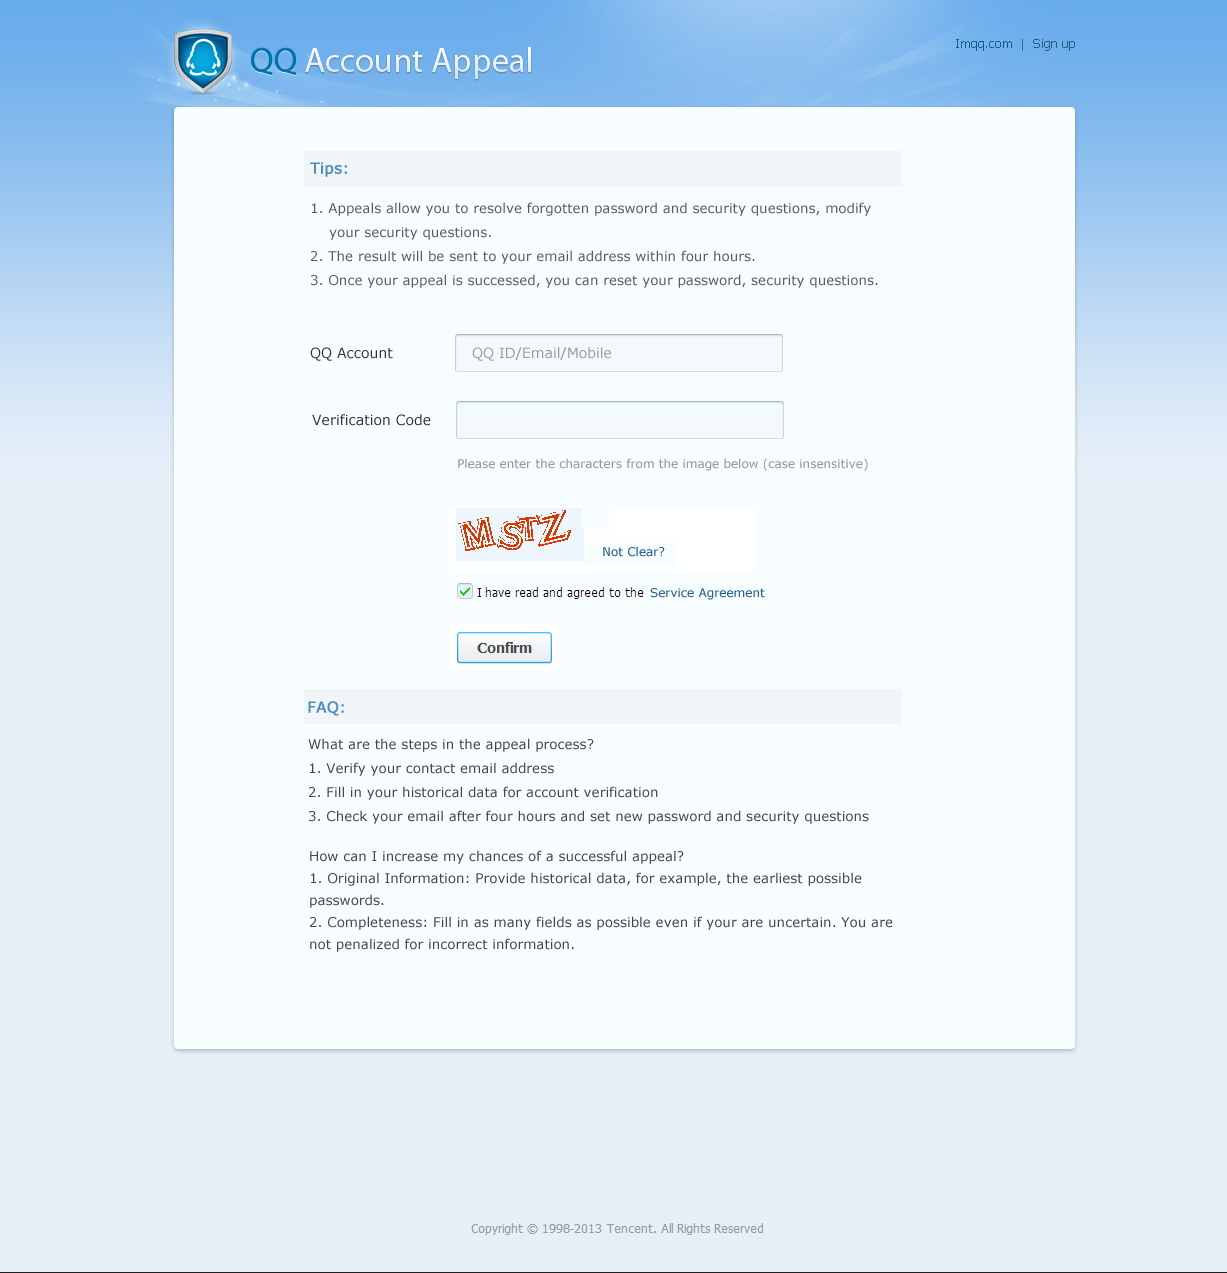 QQ Account Appeal
Imqq.com | Sign up
Tips:
1. Appeals allow you to resolve forgotten password and security questions, modify
your security questions.
2. The result will be sent to your email address within four hours.
3. Once your appeal is successed, you can reset your password, security questions.
QQ Account
QQ ID/Email/Mobile
Verification Code
Please enter the characters from the image below (case insensitive)
MSTZ
Not Clear?
I have read and agreed to the Service Agreement
Confirm
FAQ:
What are the steps in the appeal process?
1. Verify your contact email address
2. Fill in your historical data for account verification
3. Check your email after four hours and set new password and security questions
How can I increase my chances of a successful appeal?
1. Original Information: Provide historical data, for example, the earliest possible
passwords.
2. Completeness: Fill in as many fields as possible even if your are uncertain. You are
not penalized for incorrect information.
Copyright © 1998-2013 Tencent. All Rights Reserved